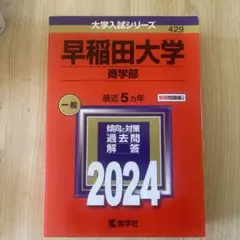 大学入試シリーズ
429
早稲田大学
商学部
一般
最近5ヵ年
傾向と対策
過去問
解答
2024
教学社